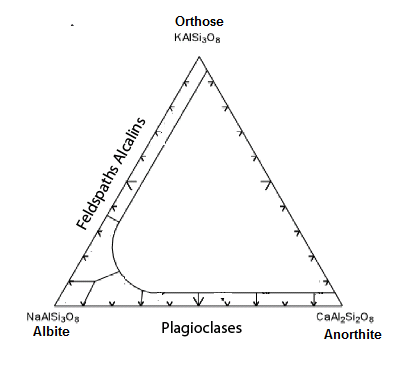 Orthose
KAlSi₃O₈
Feldspaths Alcalins
NaAlSi₃O₈
Albite
Plagioclases
CaAl₂Si₂O₈
Anorthite